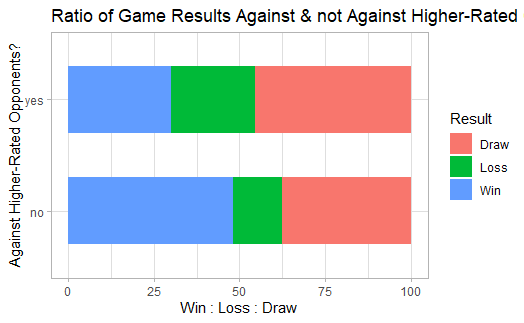 Ratio of Game Results Against & not Against Higher-Rated
Against Higher-Rated Opponents?
yes
no
0
25
50
75
100
Win : Loss : Draw
Result
Draw
Loss
Win